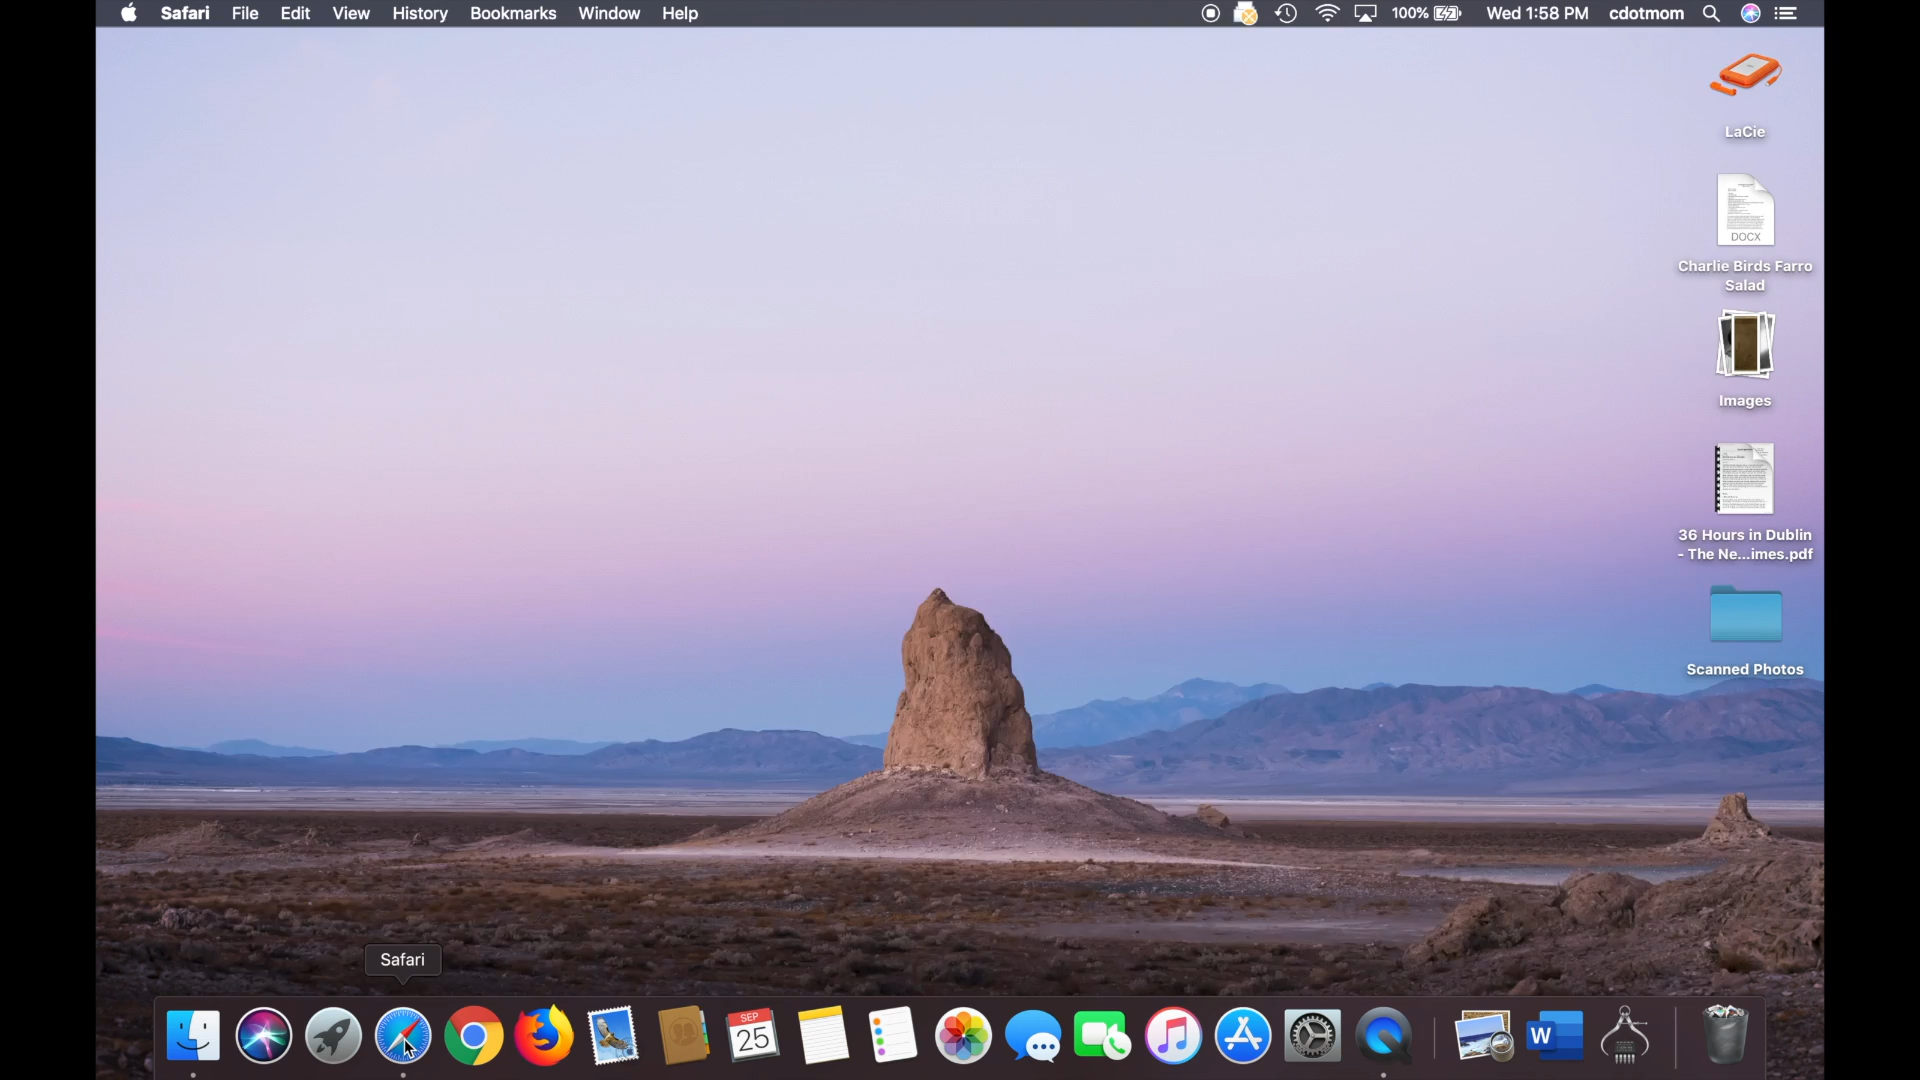 Safari File Edit View History Bookmarks Window Help 100% Wed 1:58 PM cdotmom
LaCie
DOCX
Charlie Birds Farro
Salad
Images
36 Hours in Dublin
- The Ne...imes.pdf
Scanned Photos
Safari
SEP
25
W